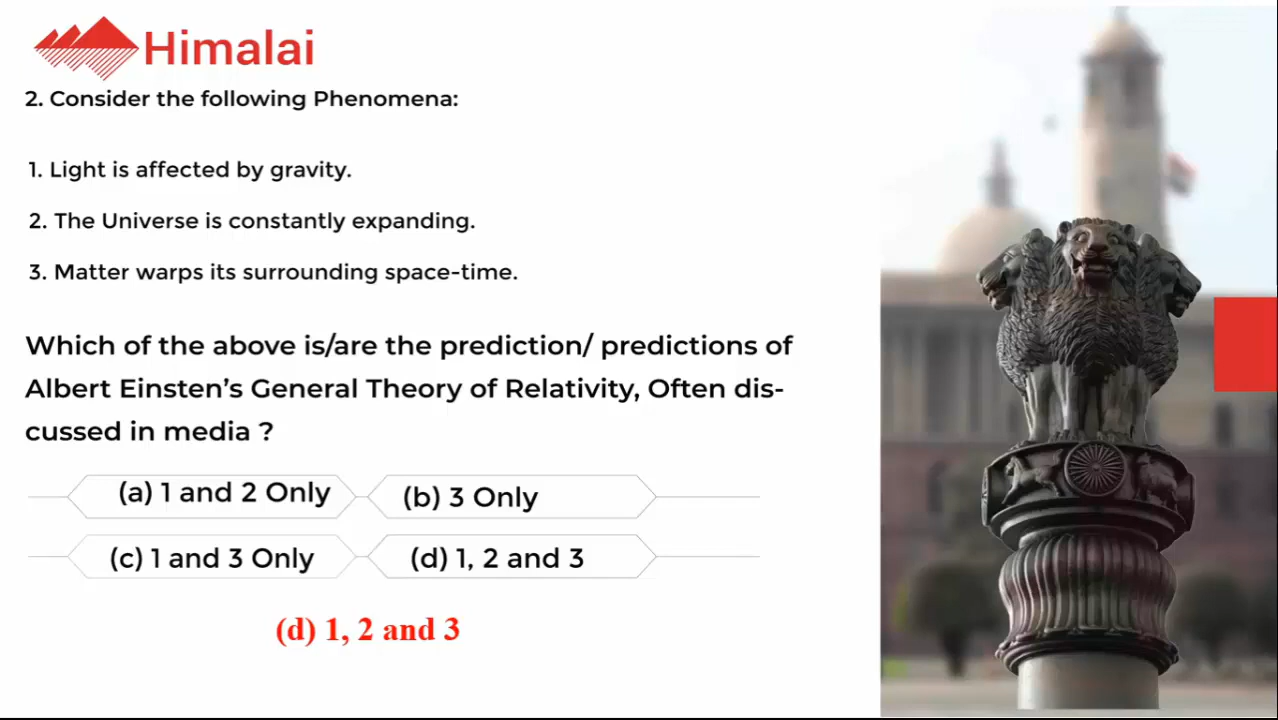 Himalai
2. Consider the following Phenomena:
1. Light is affected by gravity.
2. The Universe is constantly expanding.
3. Matter warps its surrounding space-time.
Which of the above is/are the prediction/ predictions of
Albert Einsten's General Theory of Relativity, Often dis-
cussed in media ?
(a) 1 and 2 Only
(b) 3 Only
(c) 1 and 3 Only
(d) 1, 2 and 3
(d) 1, 2 and 3